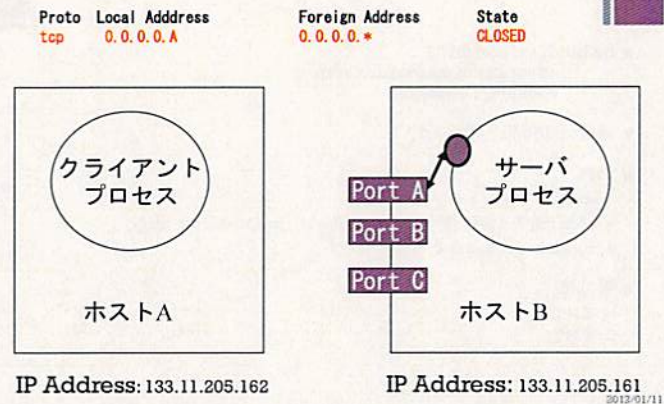 Proto Local Adddress Foreign Address State
tcp 0.0.0.0.A 0.0.0.0.* CLOSED
クライアント
プロセス
サーバ
プロセス
Port A
Port B
Port C
ホストA
ホストB
IP Address: 133.11.205.162
IP Address: 133.11.205.161
2012/01/11